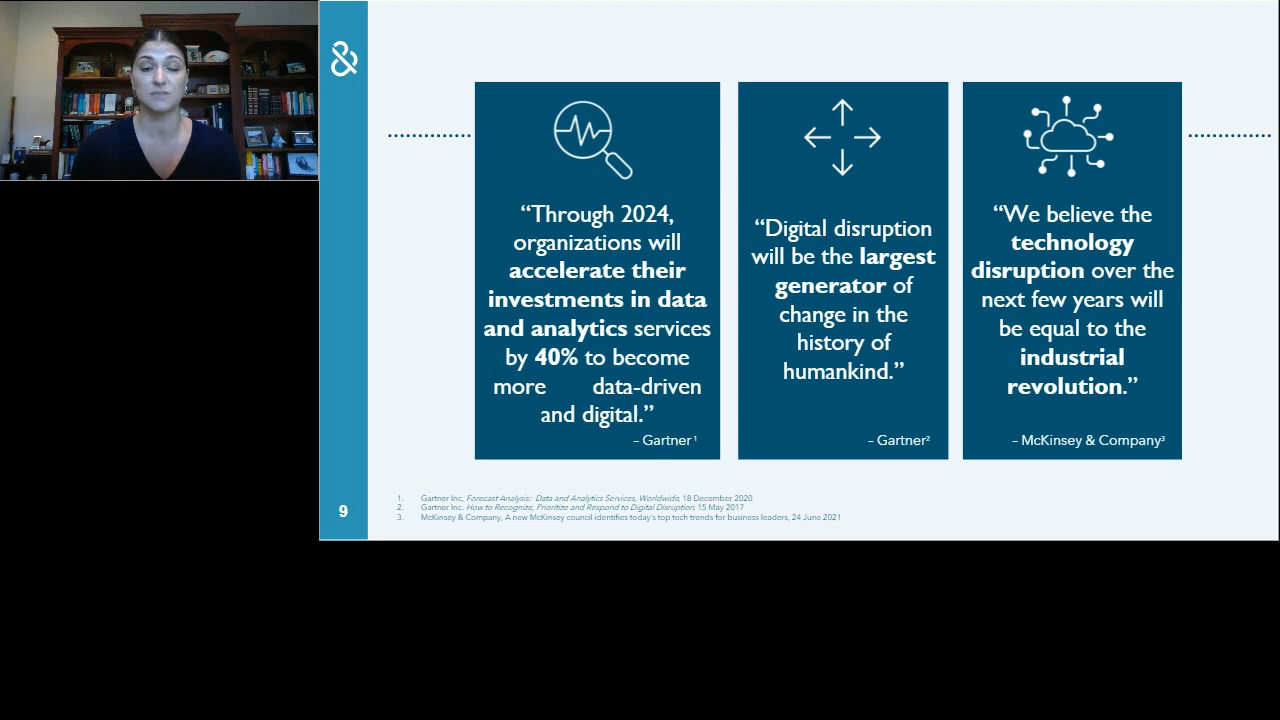 &
“Through 2024,
organizations will
accelerate their
investments in data
and analytics services
by 40% to become
more data-driven
and digital.”
– Gartner ¹
“Digital disruption
will be the largest
generator of
change in the
history of
humankind.”
– Gartner²
“We believe the
technology
disruption over the
next few years will
be equal to the
industrial
revolution.”
– McKinsey & Company³
1. Gartner Inc, Forecast Analysis: Data and Analytics Services, Worldwide, 18 December 2020
2. Gartner Inc. How to Recognize, Prioritize and Respond to Digital Disruption, 15 May 2017
3. McKinsey & Company, A new McKinsey council identifies today's top tech trends for business leaders, 24 June 2021
9